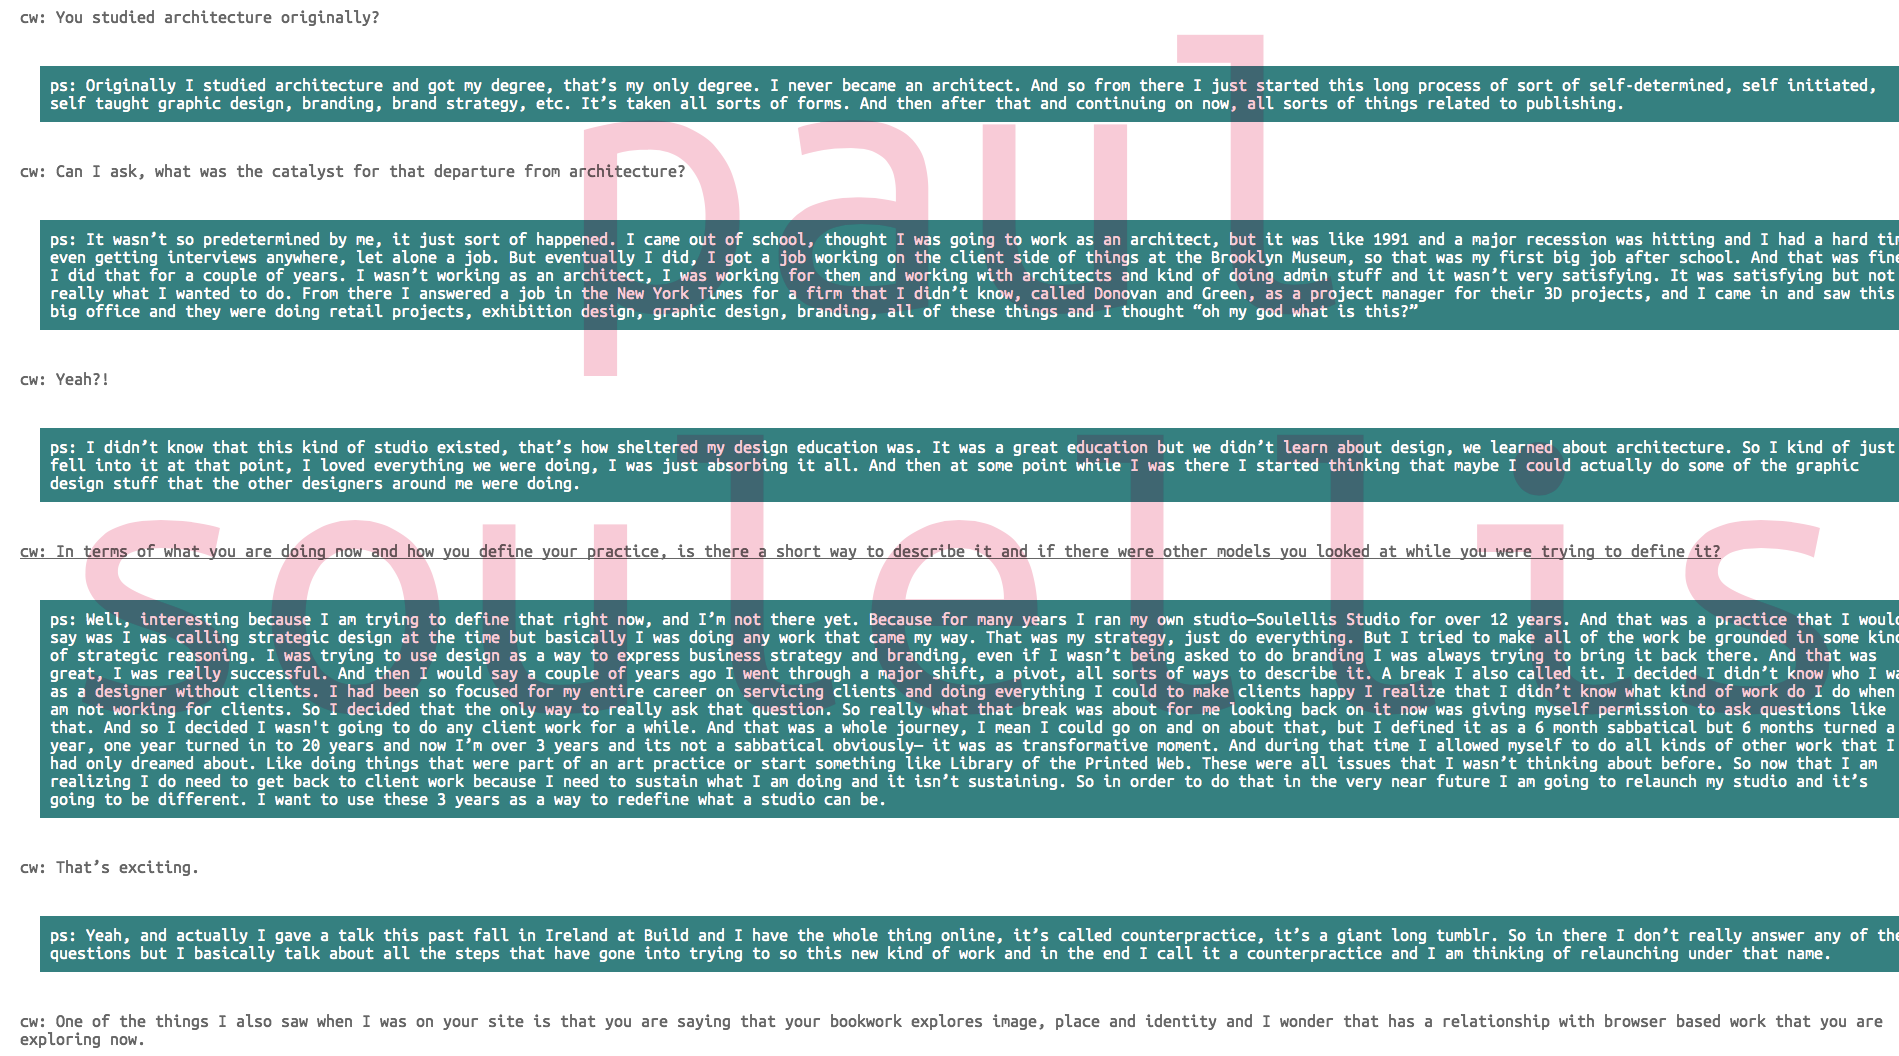 cw: You studied architecture originally?
ps: Originally I studied architecture and got my degree, that’s my only degree. I never became an architect. And so from there I just started this long process of sort of self-determined, self initiated,
self taught graphic design, branding, brand strategy, etc. It’s taken all sorts of forms. And then after that and continuing on now, all sorts of things related to publishing.
paul
cw: Can I ask, what was the catalyst for that departure from architecture?
ps: It wasn’t so predetermined by me, it just sort of happened. I came out of school, thought I was going to work as an architect, but it was like 1991 and a major recession was hitting and I had a hard
even getting interviews anywhere, let alone a job. But eventually I did, I got a job working on the client side of things at the Brooklyn Museum, so that was my first big job after school. And that was fine
I did that for a couple of years. I wasn’t working as an architect, I was working for them and working with architects and kind of doing admin stuff and it wasn’t very satisfying. It was satisfying but not
really what I wanted to do. From there I answered a job in the New York Times for a firm that I didn’t know, called Donovan and Green, as a project manager for their 3D projects, and I came in and saw this
big office and they were doing retail projects, exhibition design, graphic design, branding, all of these things and I thought “oh my god what is this?”
cw: Yeah?!
ps: I didn’t know that this kind of studio existed, that’s how sheltered my design education was. It was a great education but we didn’t learn about design, we learned about architecture. So I kind of just
fell into it at that point, I loved everything we were doing, I was just absorbing it all. And then at some point while I was there I started thinking that maybe I could actually do some of the graphic
design stuff that the other designers around me were doing.
soulellis
cw: In terms of what you are doing now and how you define your practice, is there a short way to describe it and if there were other models you looked at while you were trying to define it?
ps: Well, interesting because I am trying to define that right now, and I’m not there yet. Because for many years I ran my own studio—Soulellis Studio for over 12 years. And that was a practice that I
say was I was calling strategic design at the time but basically I was doing any work that came my way. That was my strategy, just do everything. But I tried to make all of the work be grounded in some
of strategic reasoning. I was trying to use design as a way to express business strategy and branding, even if I wasn’t being asked to do branding I was always trying to bring it back there. And that was
great, I was really successful. And then I would say a couple of years ago I went through a major shift, a pivot, all sorts of ways to describe it. A break I also called it. I decided I didn’t know who I
as a designer without clients. I had been so focused for my entire career on servicing clients and doing everything I could to make clients happy I realize that I didn’t know what kind of work do I do when
am not working for clients. So I decided that the only way to really ask that question. So really what that break was about for me looking back on it now was giving myself permission to ask questions like
that. And so I decided I wasn't going to do any client work for a while. And that was a whole journey, I mean I could go on and on about that, but I defined it as a 6 month sabbatical but 6 months turned a
year, one year turned in to 20 years and now I’m over 3 years and its not a sabbatical obviously— it was as transformative moment. And during that time I allowed myself to do all kinds of other work that I
had only dreamed about. Like doing things that were part of an art practice or start something like Library of the Printed Web. These were all issues that I wasn’t thinking about before. So now that I am
realizing I do need to get back to client work because I need to sustain what I am doing and it isn’t sustaining. So in order to do that in the very near future I am going to relaunch my studio and it’s
going to be different. I want to use these 3 years as a way to redefine what a studio can be.
cw: That’s exciting.
ps: Yeah, and actually I gave a talk this past fall in Ireland at Build and I have the whole thing online, it’s called counterpractice, it’s a giant long tumblr. So in there I don’t really answer any of
questions but I basically talk about all the steps that have gone into trying to so this new kind of work and in the end I call it a counterpractice and I am thinking of relaunching under that name.
cw: One of the things I also saw when I was on your site is that you are saying that your bookwork explores image, place and identity and I wonder that has a relationship with browser based work that you are
exploring now.